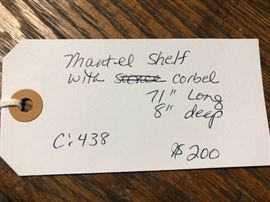 Mantel Shelf
with corbel
71" Long
8" deep
C:438
$200